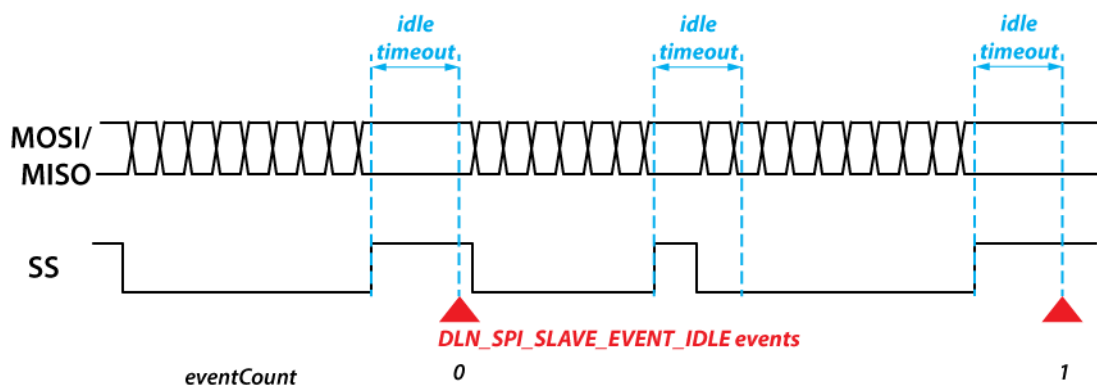 idle
timeout
idle
timeout
idle
timeout
MOSI/
MISO
SS
DLN_SPI_SLAVE_EVENT_IDLE events
eventCount 0 1